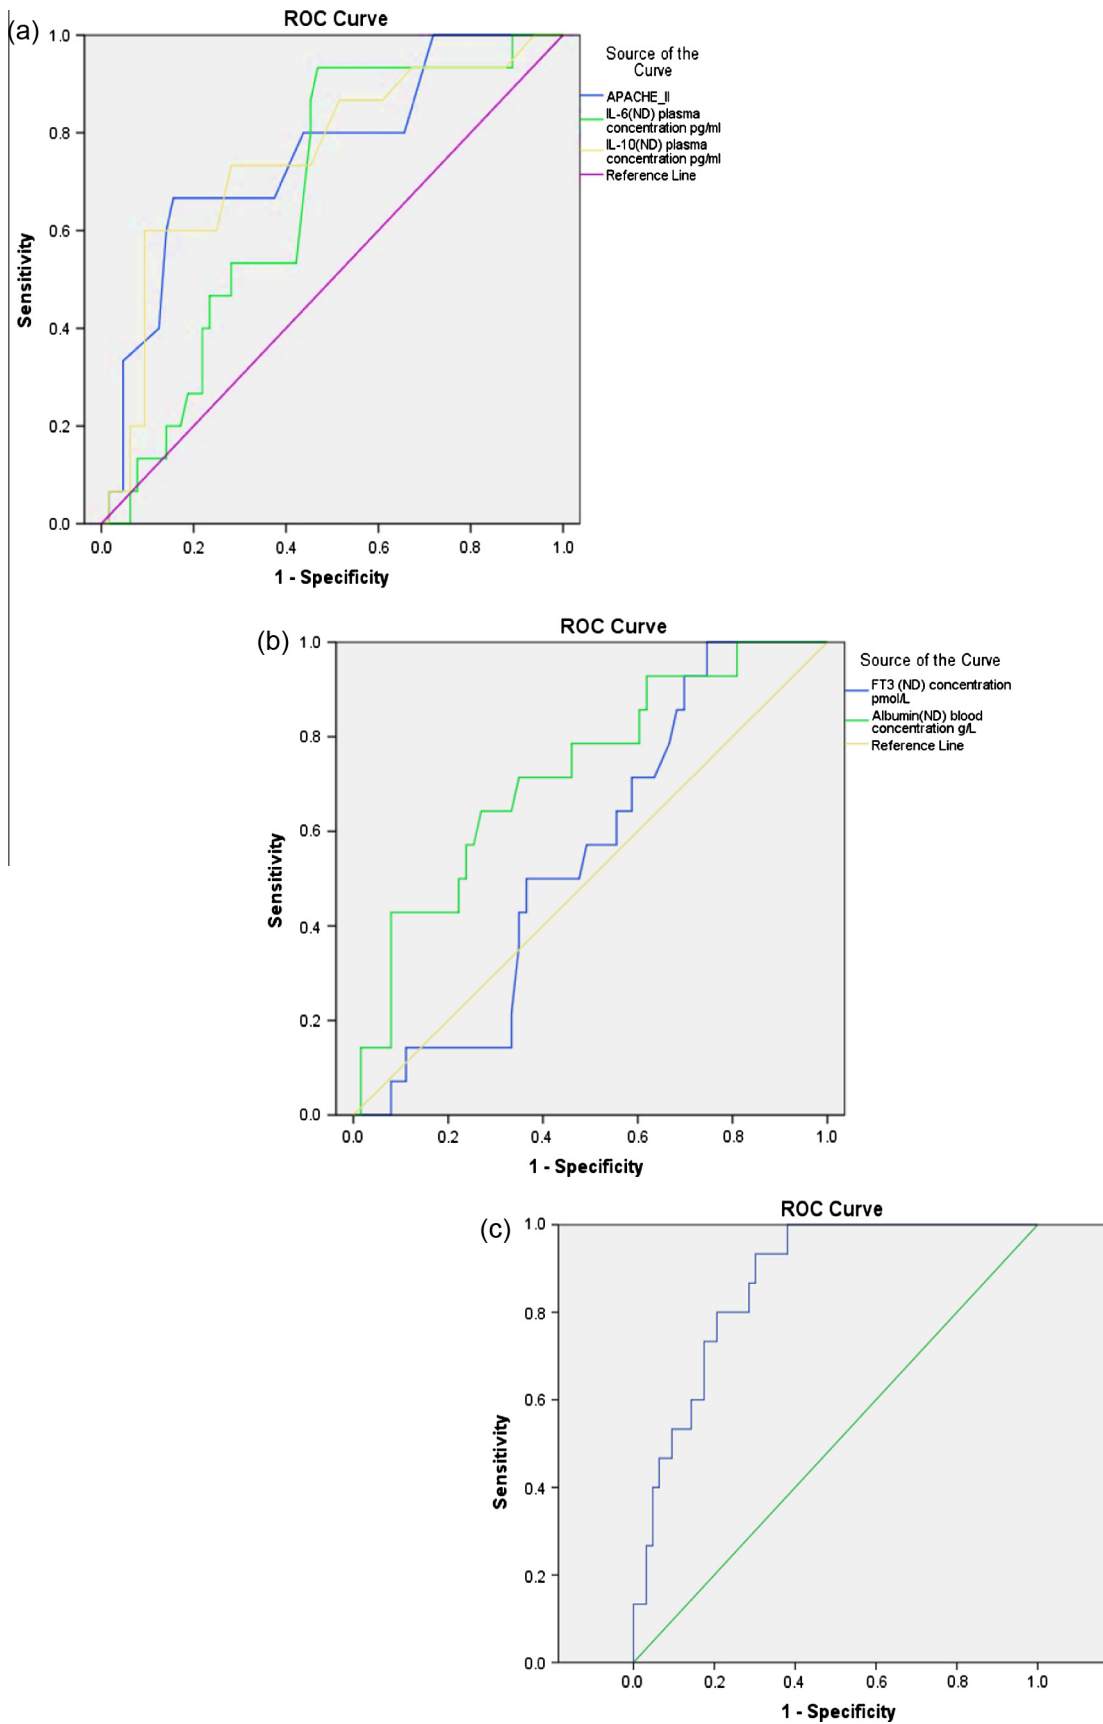 (a)
ROC Curve
1.0
0.8
0.6
0.4
0.2
0.0
Sensitivity
0.0 0.2 0.4 0.6 0.8 1.0
1 - Specificity
Source of the
Curve
APACHE_II
IL-6(ND) plasma
concentration pg/ml
IL-10(ND) plasma
concentration pg/ml
Reference Line
(b)
ROC Curve
1.0
0.8
0.6
0.4
0.2
0.0
Sensitivity
0.0 0.2 0.4 0.6 0.8 1.0
1 - Specificity
Source of the Curve
FT3 (ND) concentration
pmol/L
Albumin(ND) blood
concentration g/L
Reference Line
(c)
ROC Curve
1.0
0.8
0.6
0.4
0.2
0.0
Sensitivity
0.0 0.2 0.4 0.6 0.8 1.0
1 - Specificity